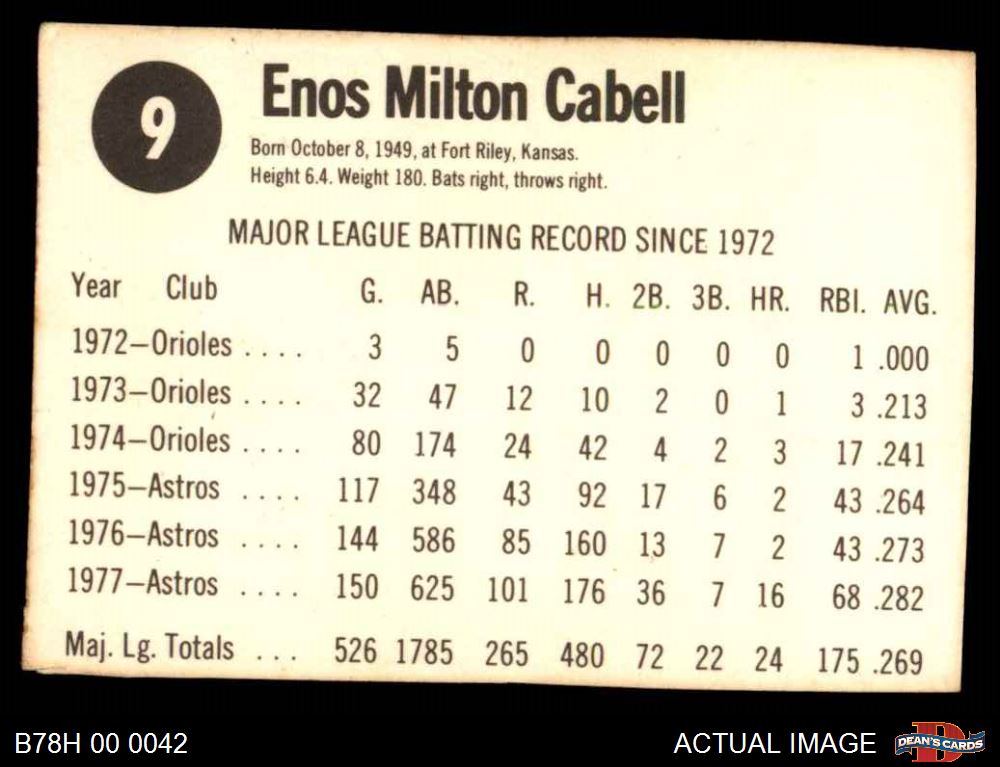 9
Enos Milton Cabell
Born October 8, 1949, at Fort Riley, Kansas.
Height 6.4. Weight 180. Bats right, throws right.
MAJOR LEAGUE BATTING RECORD SINCE 1972
Year Club G. AB. R. H. 2B. 3B. HR. RBI. AVG.
1972—Orioles .... 3 5 0 0 0 0 0 1 .000
1973—Orioles .... 32 47 12 10 2 0 1 3 .213
1974—Orioles .... 80 174 24 42 4 2 3 17 .241
1975—Astros .... 117 348 43 92 17 6 2 43 .264
1976—Astros .... 144 586 85 160 13 7 2 43 .273
1977—Astros .... 150 625 101 176 36 7 16 68 .282
Maj. Lg. Totals ... 526 1785 265 480 72 22 24 175 .269
B78H 00 0042
ACTUAL IMAGE
D
DEAN'S CARDS